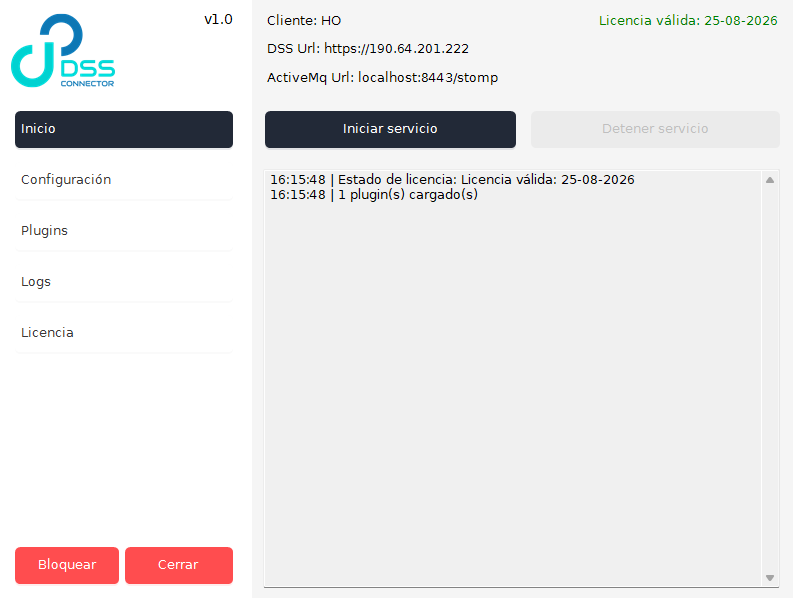 DSS
CONNECTOR
v1.0
Inicio
Configuración
Plugins
Logs
Licencia
Bloquear
Cerrar
Cliente: HO
Licencia válida: 25-08-2026
DSS Url: https://190.64.201.222
ActiveMq Url: localhost:8443/stomp
Iniciar servicio
Detener servicio
16:15:48 | Estado de licencia: Licencia válida: 25-08-2026
16:15:48 | 1 plugin(s) cargado(s)